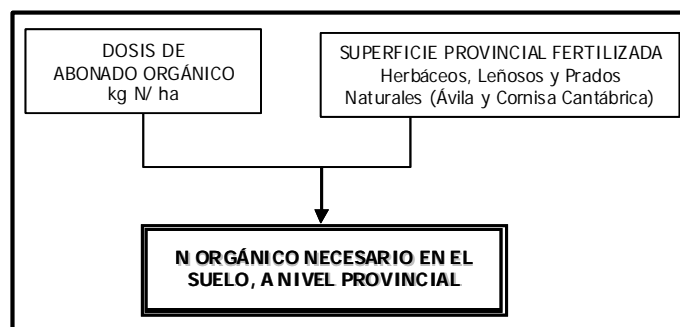 DOSIS DE
ABONADO ORGÁNICO
kg N/ ha
SUPERFICIE PROVINCIAL FERTILIZADA
Herbáceos, Leñosos y Prados
Naturales (Ávila y Cornisa Cantábrica)
N ORGÁNICO NECESARIO EN EL
SUELO, A NIVEL PROVINCIAL